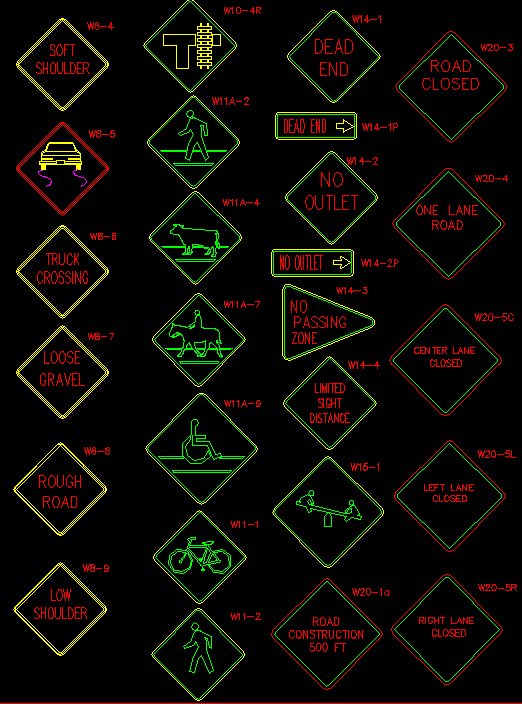 W8-4
SOFT
SHOULDER
W8-5
W8-6
TRUCK
CROSSING
W8-7
LOOSE
GRAVEL
W8-8
ROUGH
ROAD
W8-9
LOW
SHOULDER
W10-4R
W11A-2
W11A-4
W11A-7
W11A-9
W11-1
W11-2
W14-1
DEAD
END
DEAD END
W14-1P
W14-2
NO
OUTLET
NO OUTLET
W14-2P
W14-3
NO
PASSING
ZONE
W14-4
LIMITED
SIGHT
DISTANCE
W15-1
W20-1a
ROAD
CONSTRUCTION
500 FT
W20-3
ROAD
CLOSED
W20-4
ONE LANE
ROAD
W20-5C
CENTER LANE
CLOSED
W20-5L
LEFT LANE
CLOSED
W20-5R
RIGHT LANE
CLOSED